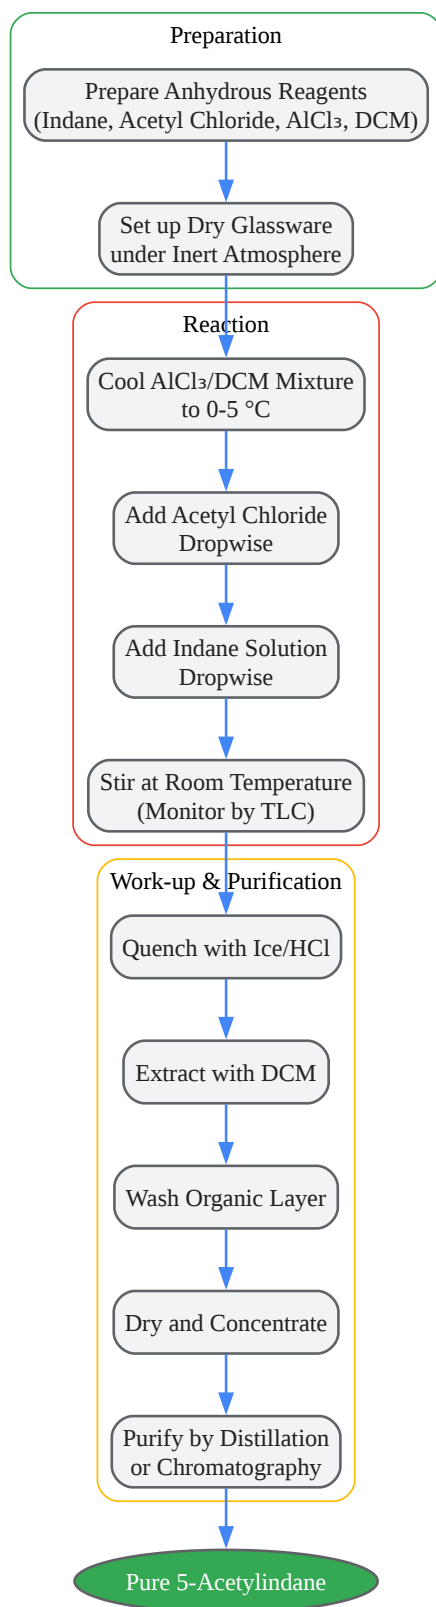 Preparation
Prepare Anhydrous Reagents
(Indane, Acetyl Chloride, AlCl₃, DCM)
Set up Dry Glassware
under Inert Atmosphere
Reaction
Cool AlCl₃/DCM Mixture
to 0-5 °C
Add Acetyl Chloride
Dropwise
Add Indane Solution
Dropwise
Stir at Room Temperature
(Monitor by TLC)
Work-up & Purification
Quench with Ice/HCl
Extract with DCM
Wash Organic Layer
Dry and Concentrate
Purify by Distillation
or Chromatography
Pure 5-Acetylindane